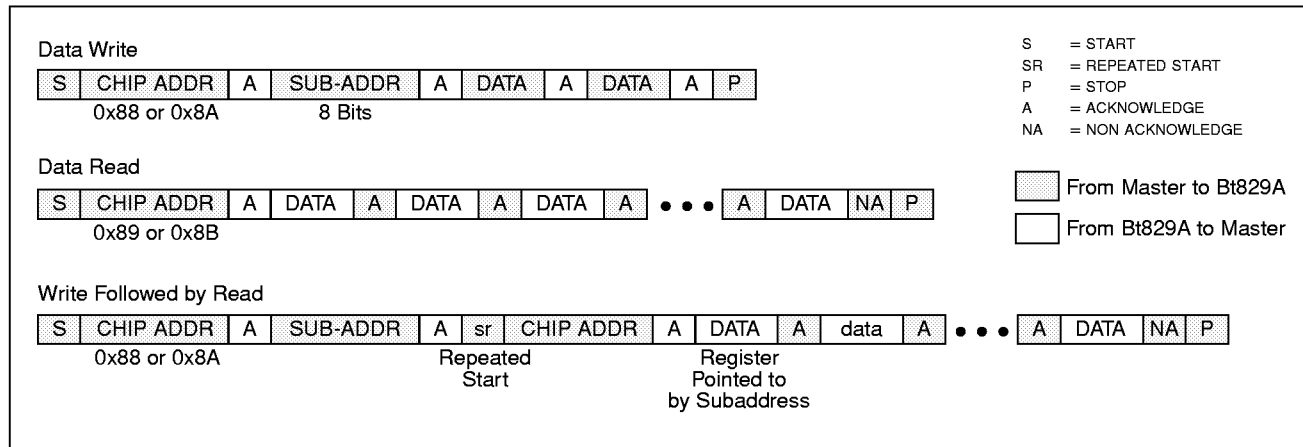 Data Write
S CHIP ADDR A SUB-ADDR A DATA A DATA A P
0x88 or 0x8A 8 Bits
S = START
SR = REPEATED START
P = STOP
A = ACKNOWLEDGE
NA = NON ACKNOWLEDGE
Data Read
S CHIP ADDR A DATA A DATA A DATA A • • • A DATA NA P
0x89 or 0x8B
From Master to Bt829A
From Bt829A to Master
Write Followed by Read
S CHIP ADDR A SUB-ADDR A sr CHIP ADDR A DATA A data A • • • A DATA NA P
0x88 or 0x8A
Repeated
Start
Register
Pointed to
by Subaddress